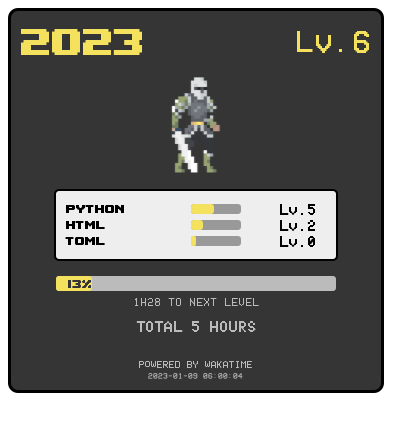 2023 Lv.6
PYTHON Lv.5
HTML Lv.2
TOML Lv.0
13%
1H28 TO NEXT LEVEL
TOTAL 5 HOURS
POWERED BY WAKATIME
2023-01-09 06:00:04